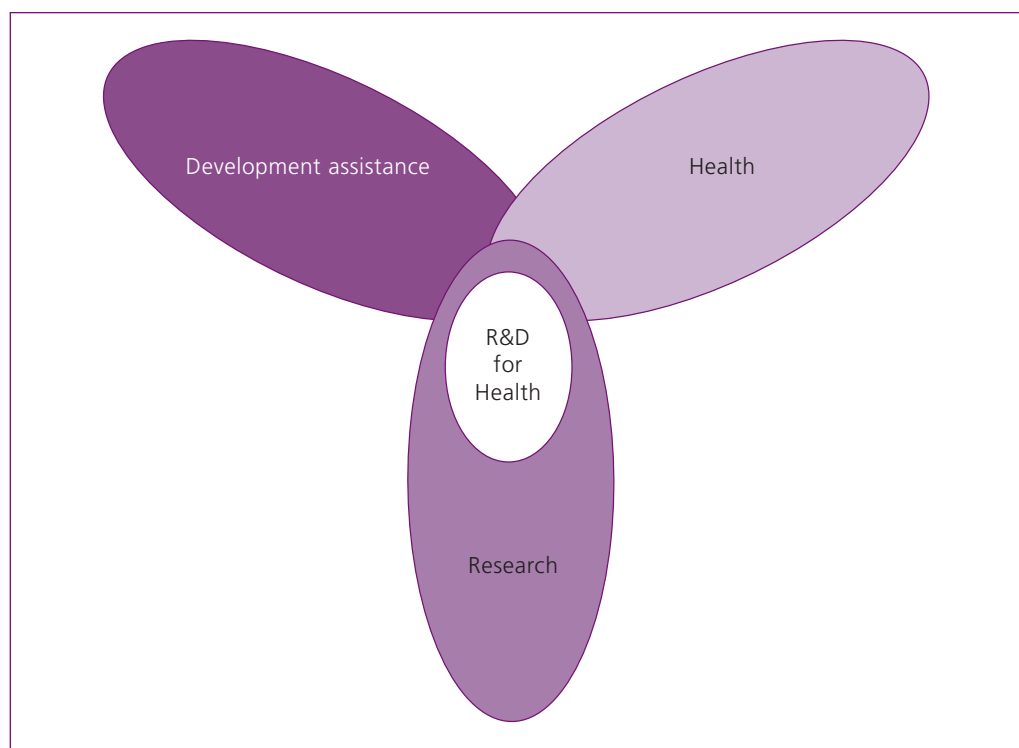 Development assistance
Health
R&D
for
Health
Research